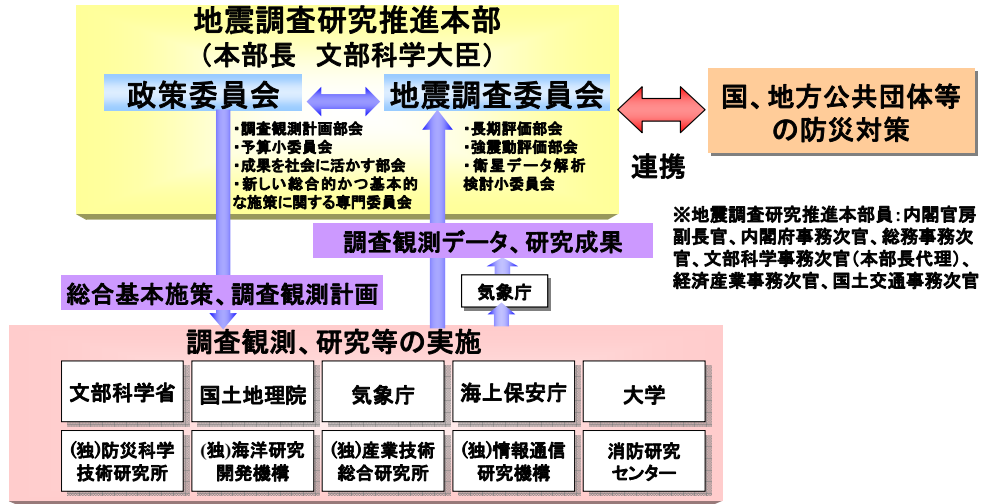 地震調査研究推進本部
（本部長　文部科学大臣）
政策委員会
地震調査委員会
・調査観測計画部会
・予算小委員会
・成果を社会に活かす部会
・新しい総合的かつ基本的
な施策に関する専門委員会
・長期評価部会
・強震動評価部会
・衛星データ解析
検討小委員会
国、地方公共団体等
の防災対策
連携
※地震調査研究推進本部員：内閣官房
副長官、内閣府事務次官、総務事務次
官、文部科学事務次官（本部長代理）、
経済産業事務次官、国土交通事務次官
調査観測データ、研究成果
総合基本施策、調査観測計画
気象庁
調査観測、研究等の実施
文部科学省
国土地理院
気象庁
海上保安庁
大学
(独)防災科学
技術研究所
(独)海洋研究
開発機構
(独)産業技術
総合研究所
(独)情報通信
研究機構
消防研究
センター